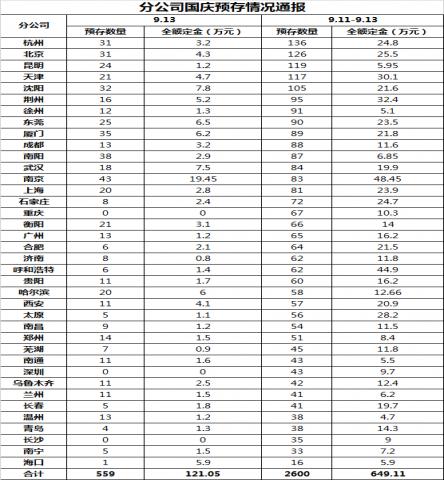 分公司国庆预存情况通报
分公司 9.13 9.11-9.13
预存数量 全额定金（万元） 预存数量 全额定金（万元）
杭州 31 3.2 136 24.8
北京 31 4.3 126 25.5
昆明 24 1.2 119 5.95
天津 21 4.7 117 30.1
沈阳 32 7.8 105 21.6
荆州 16 5.2 95 32.4
徐州 12 1.3 91 5.1
东莞 25 6.5 90 23.5
厦门 35 6.2 89 21.8
成都 13 3.2 88 11.6
南阳 38 2.9 87 6.85
武汉 18 7.5 84 19.9
南京 43 19.45 83 48.45
上海 20 2.8 81 23.9
石家庄 8 2.4 72 24.7
重庆 0 0 67 10.3
衡阳 21 3.1 66 14
广州 13 1.2 65 16.2
合肥 6 2.1 64 21.5
济南 8 0.8 62 11.8
呼和浩特 6 1.4 62 44.9
贵阳 11 1.7 60 16.2
哈尔滨 20 6 58 12.66
西安 11 4.1 57 20.9
太原 5 1.1 56 28.2
南昌 9 1.2 54 11.5
郑州 14 1.5 51 8.4
芜湖 7 0.9 45 11.8
南通 11 1.6 43 5.5
深圳 0 0 43 9.7
乌鲁木齐 11 2.5 42 12.4
兰州 11 1.5 41 6.2
长春 5 1.8 41 19.7
温州 13 1.2 38 4.7
青岛 4 1.3 38 14.3
长沙 0 0 35 9
南宁 5 1.5 33 7.2
海口 1 5.9 16 5.9
合计 559 121.05 2600 649.11